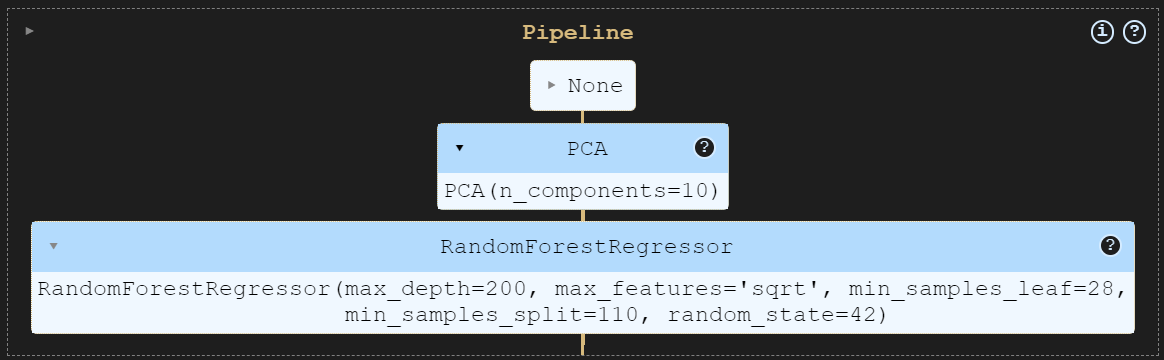 Pipeline
i ?
None
PCA
?
PCA(n_components=10)
RandomForestRegressor
?
RandomForestRegressor(max_depth=200, max_features='sqrt', min_samples_leaf=28,
min_samples_split=110, random_state=42)